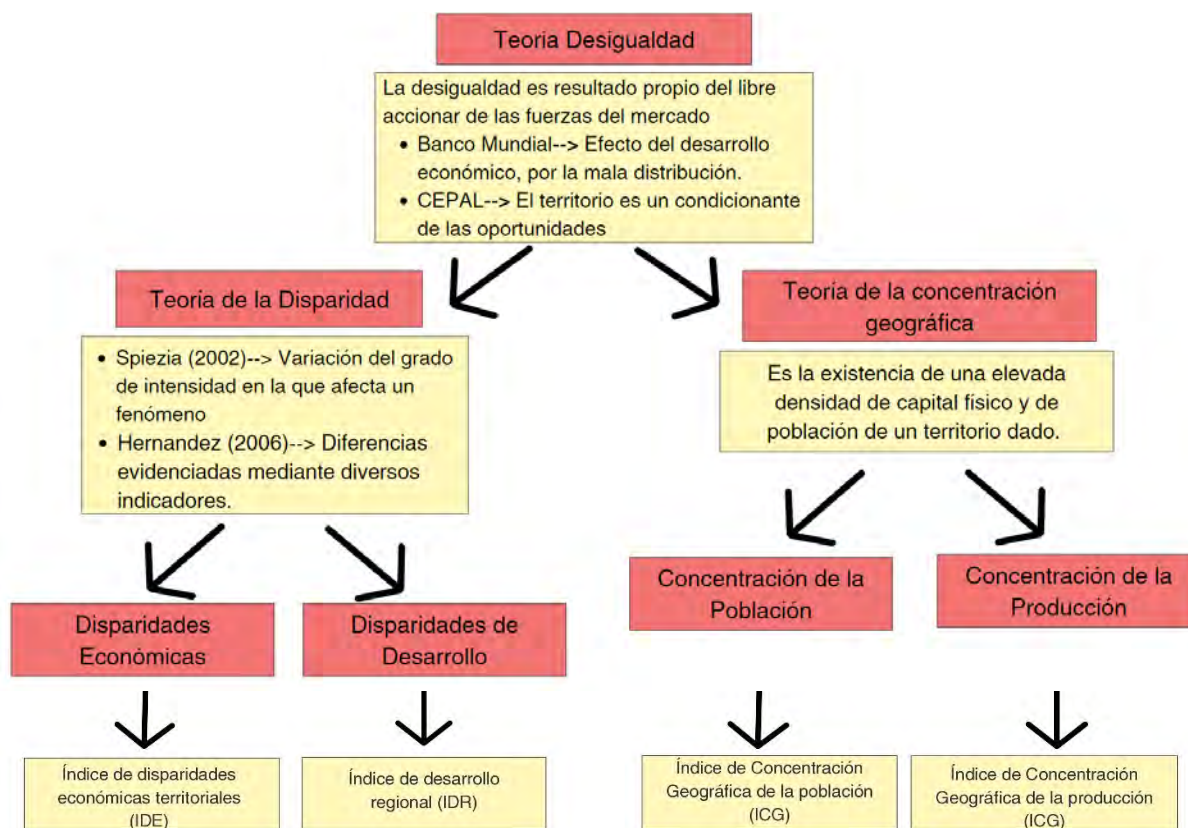 Teoria Desigualdad
La desigualdad es resultado propio del libre
accionar de las fuerzas del mercado
• Banco Mundial--> Efecto del desarrollo
económico, por la mala distribución.
• CEPAL--> El territorio es un condicionante
de las oportunidades
Teoria de la Disparidad
• Spiezia (2002)--> Variación del grado
de intensidad en la que afecta un
fenómeno
• Hernandez (2006)--> Diferencias
evidenciadas mediante diversos
indicadores.
Teoría de la concentración
geográfica
Es la existencia de una elevada
densidad de capital físico y de
población de un territorio dado.
Disparidades
Económicas
Disparidades de
Desarrollo
Concentración de la
Población
Concentración de la
Producción
Índice de disparidades
económicas territoriales
(IDE)
Índice de desarrollo
regional (IDR)
Índice de Concentración
Geográfica de la población
(ICG)
Índice de Concentración
Geográfica de la producción
(ICG)